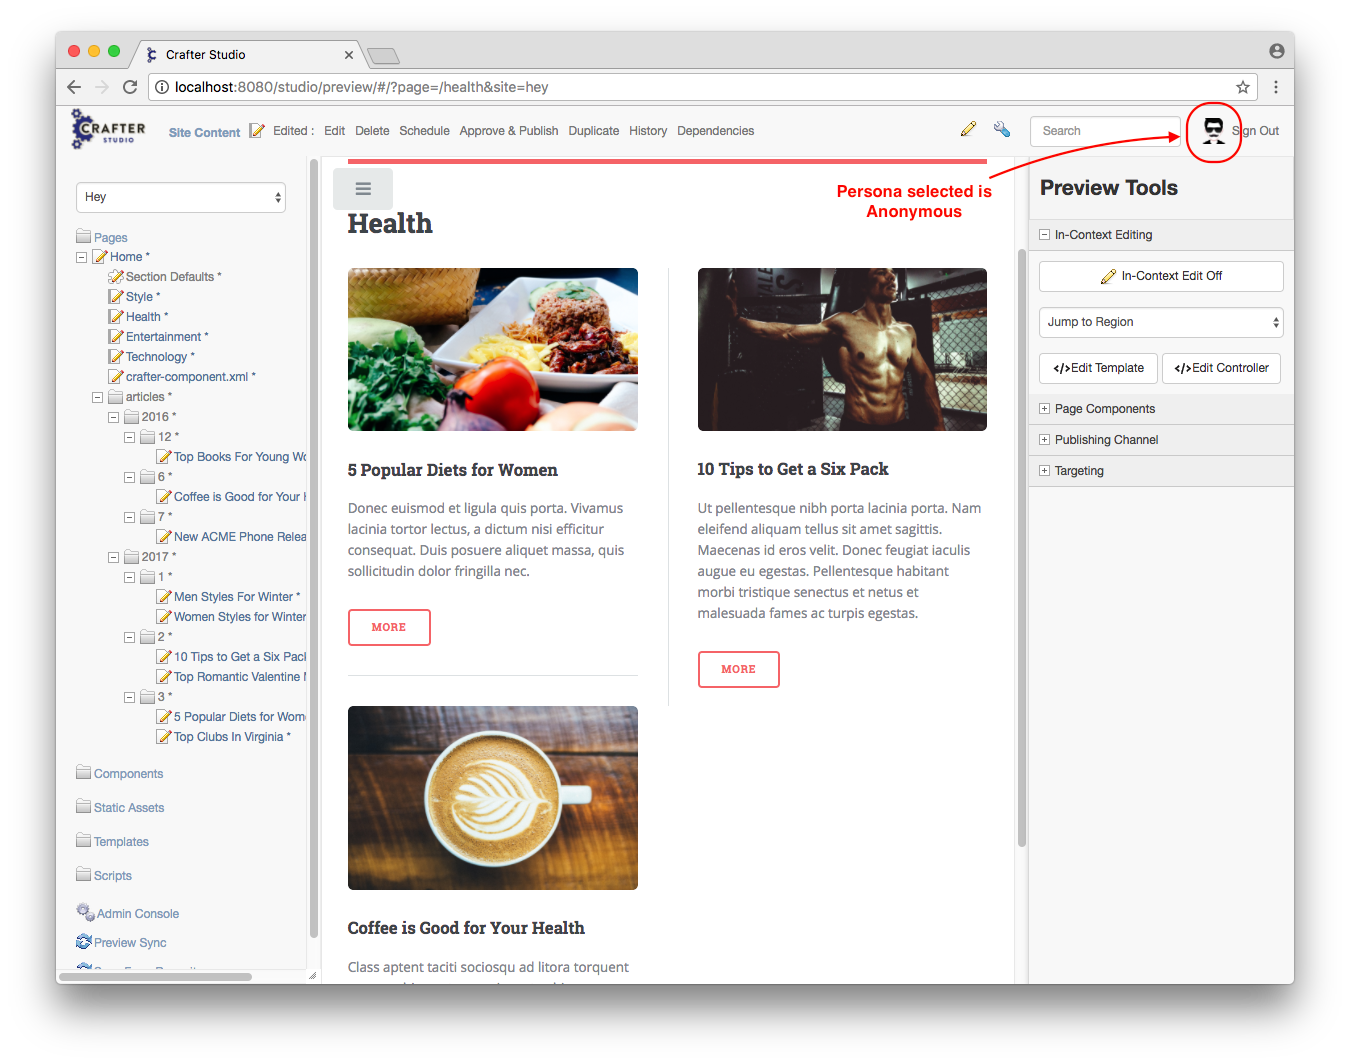 Crafter Studio
localhost:8080/studio/preview/#/?page=/health&site=hey
CRAFTER
STUDIO
Site Content
Edited :
Edit
Delete
Schedule
Approve & Publish
Duplicate
History
Dependencies
Search
Sign Out
Hey
Pages
Home *
Section Defaults *
Style *
Health *
Entertainment *
Technology *
crafter-component.xml *
articles *
2016 *
12 *
Top Books For Young Wo
6 *
Coffee is Good for Your H
7 *
New ACME Phone Relea
2017 *
1 *
Men Styles For Winter *
Women Styles for Winter
2 *
10 Tips to Get a Six Pack
Top Romantic Valentine M
3 *
5 Popular Diets for Wom
Top Clubs In Virginia *
Components
Static Assets
Templates
Scripts
Admin Console
Preview Sync
Health
Persona selected is
Anonymous
5 Popular Diets for Women
Donec euismod et ligula quis porta. Vivamus
lacinia tortor lectus, a dictum nisi efficitur
consequat. Duis posuere aliquet massa, quis
sollicitudin dolor fringilla nec.
MORE
10 Tips to Get a Six Pack
Ut pellentesque nibh porta lacinia porta. Nam
eleifend aliquam tellus sit amet sagittis.
Maecenas id eros velit. Donec feugiat iaculis
augue eu egestas. Pellentesque habitant
morbi tristique senectus et netus et
malesuada fames ac turpis egestas.
MORE
Coffee is Good for Your Health
Class aptent taciti sociosqu ad litora torquent
Preview Tools
In-Context Editing
In-Context Edit Off
Jump to Region
</>Edit Template
</>Edit Controller
Page Components
Publishing Channel
Targeting